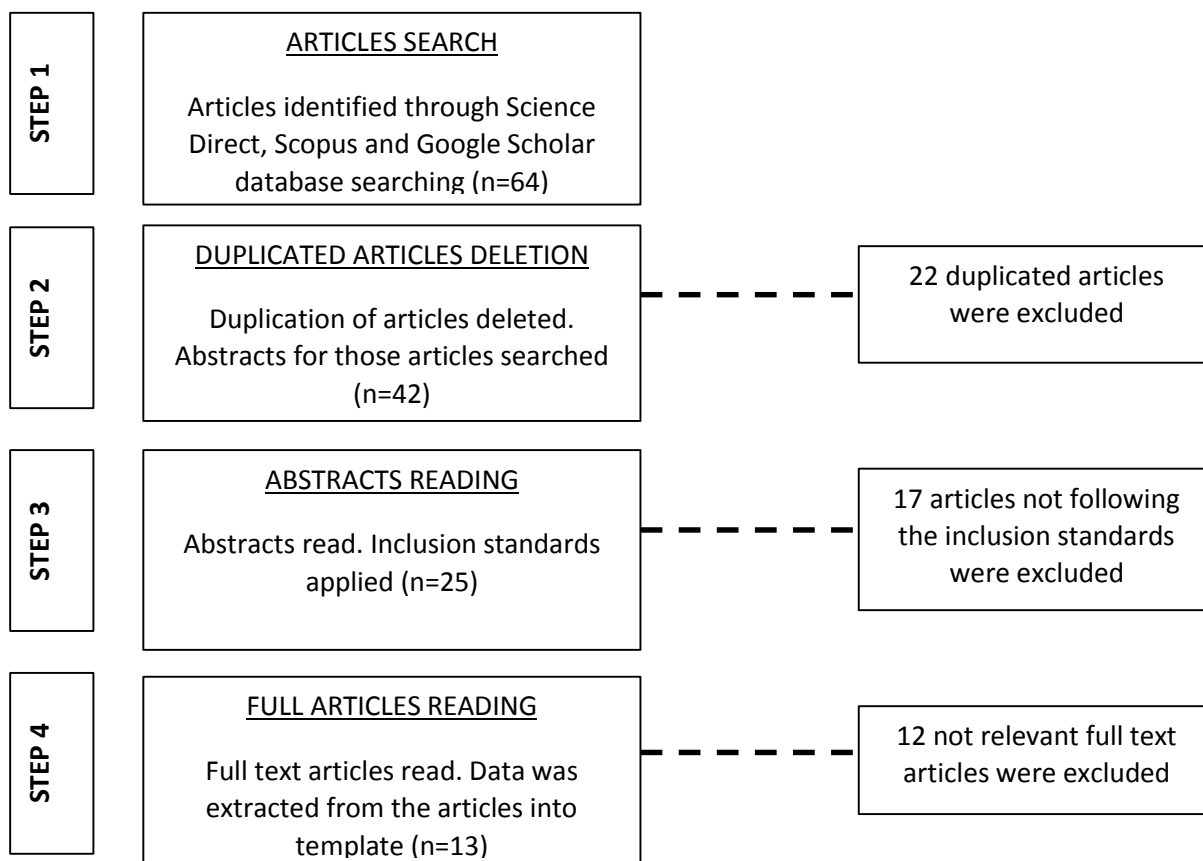 STEP 1
ARTICLES SEARCH
Articles identified through Science
Direct, Scopus and Google Scholar
database searching (n=64)
STEP 2
DUPLICATED ARTICLES DELETION
Duplication of articles deleted.
Abstracts for those articles searched
(n=42)
22 duplicated articles
were excluded
STEP 3
ABSTRACTS READING
Abstracts read. Inclusion standards
applied (n=25)
17 articles not following
the inclusion standards
were excluded
STEP 4
FULL ARTICLES READING
Full text articles read. Data was
extracted from the articles into
template (n=13)
12 not relevant full text
articles were excluded